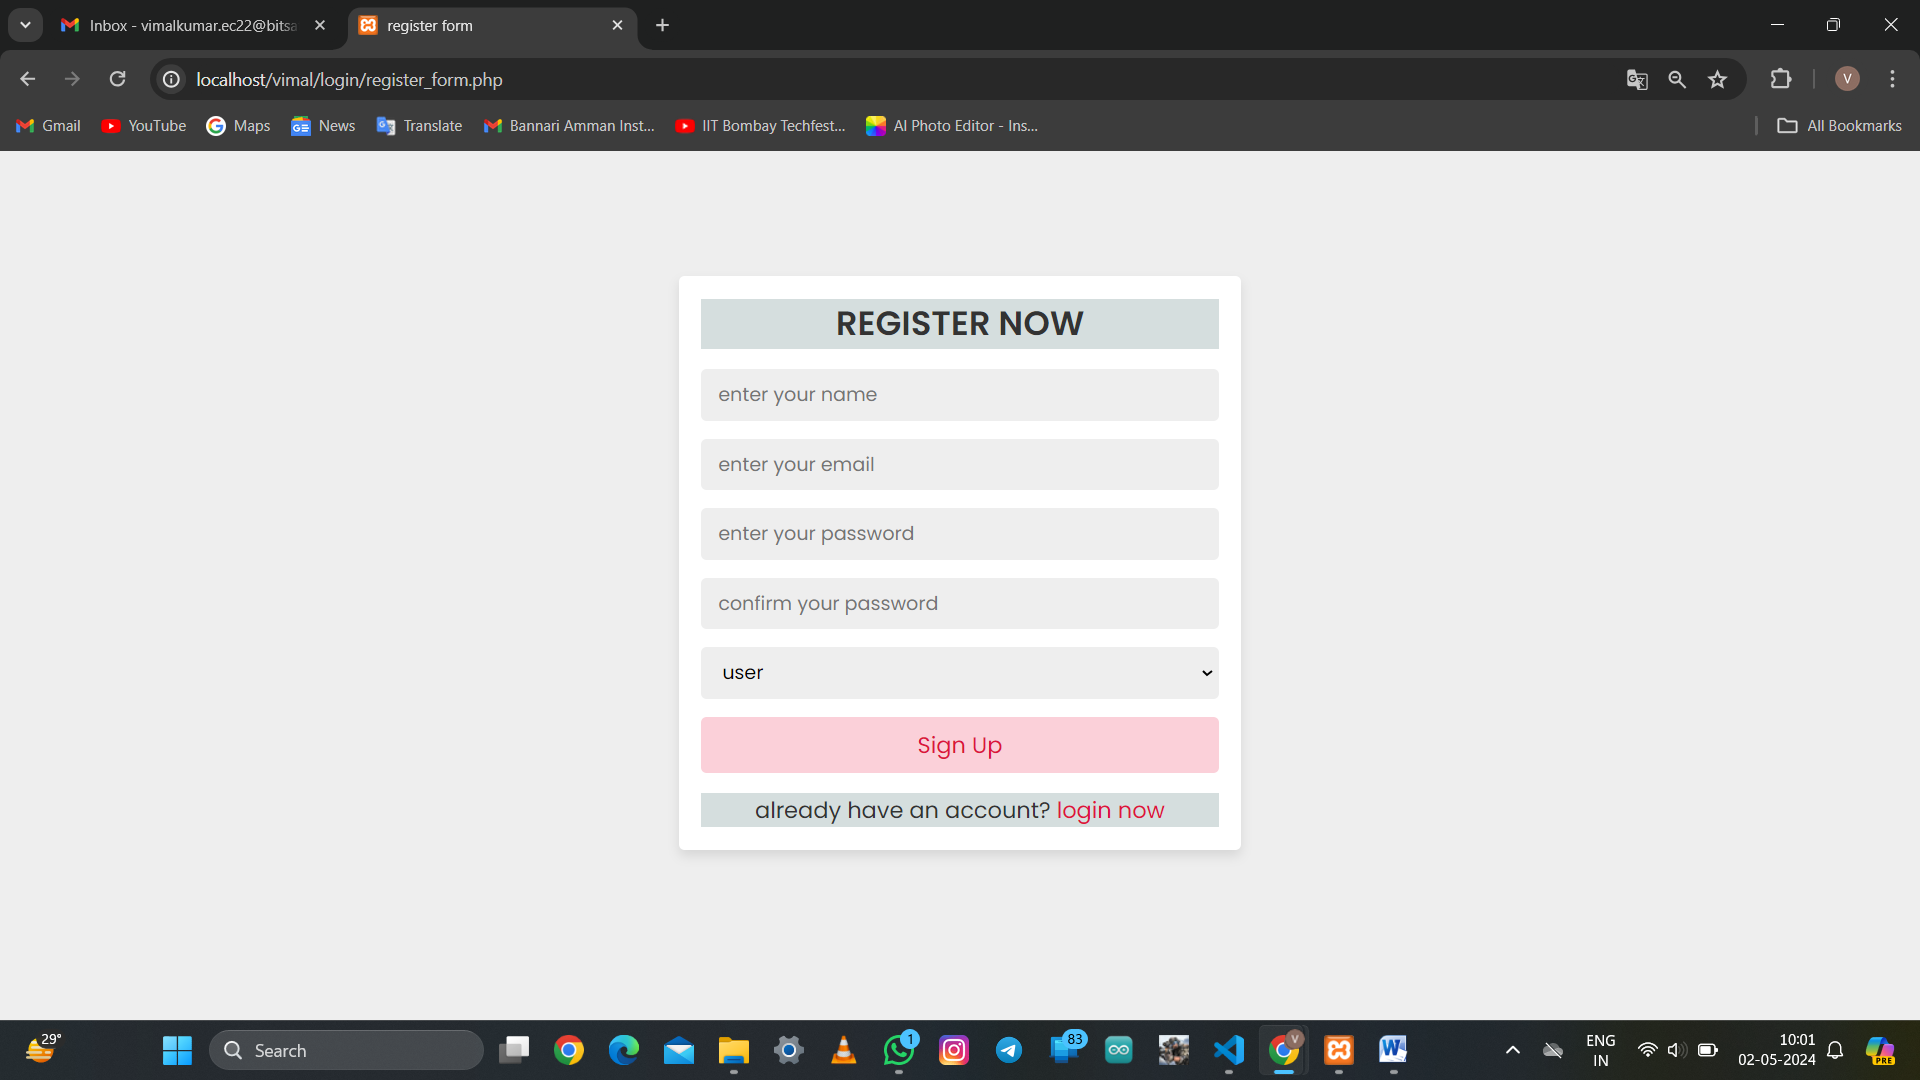 Inbox - vimalkumar.ec22@bitsa
register form
localhost/vimal/login/register_form.php
V
Gmail
YouTube
Maps
News
Translate
Bannari Amman Inst...
IIT Bombay Techfest...
AI Photo Editor - Ins...
All Bookmarks
REGISTER NOW
enter your name
enter your email
enter your password
confirm your password
user
Sign Up
already have an account? login now
29°
Search
1
83
V
ENG
IN
10:01
02-05-2024
PRE